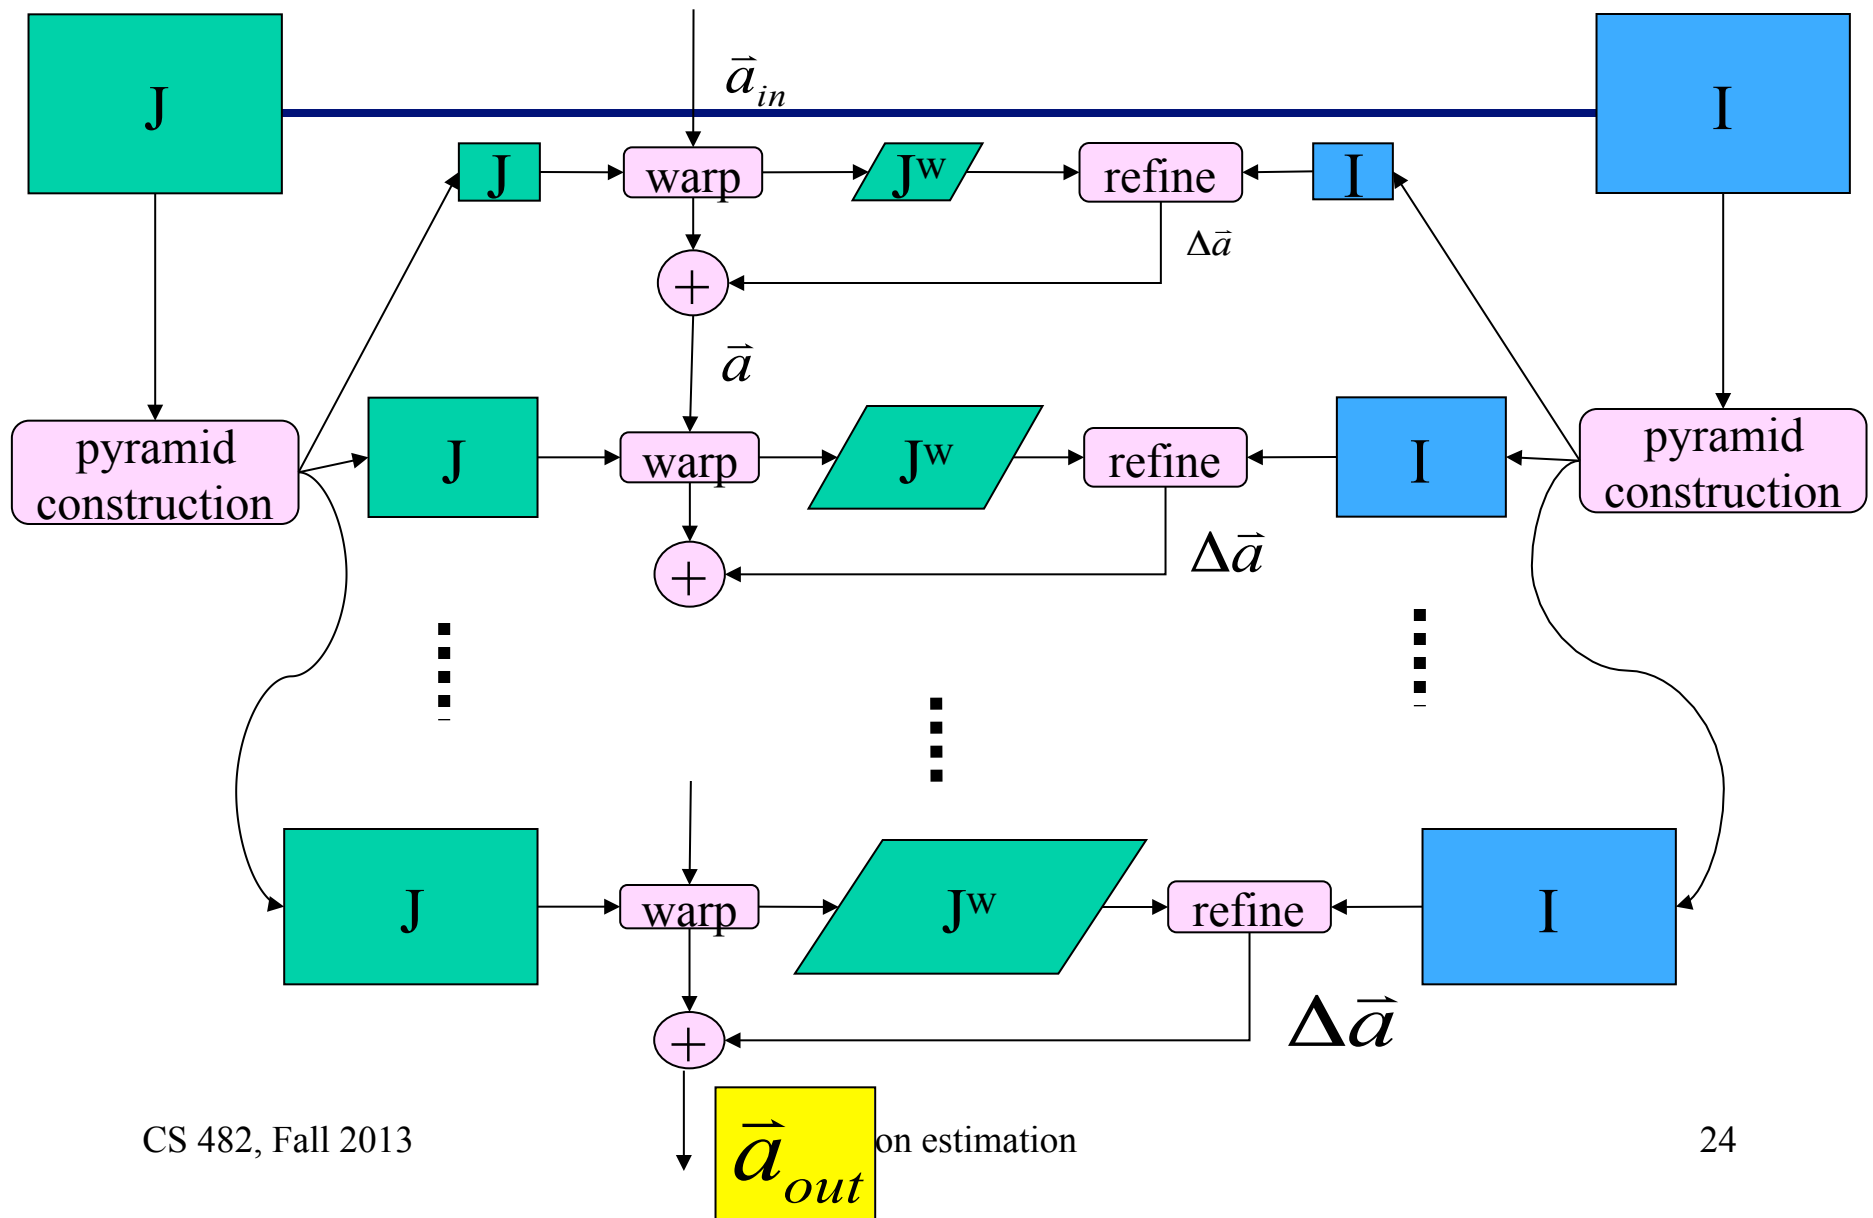 J
I
a⃗in
J
warp
Jw
refine
I
Δa⃗
+
a⃗
pyramid
construction
J
warp
Jw
refine
I
pyramid
construction
Δa⃗
+
J
warp
Jw
refine
I
Δa⃗
+
a⃗out
CS 482, Fall 2013
on estimation
24